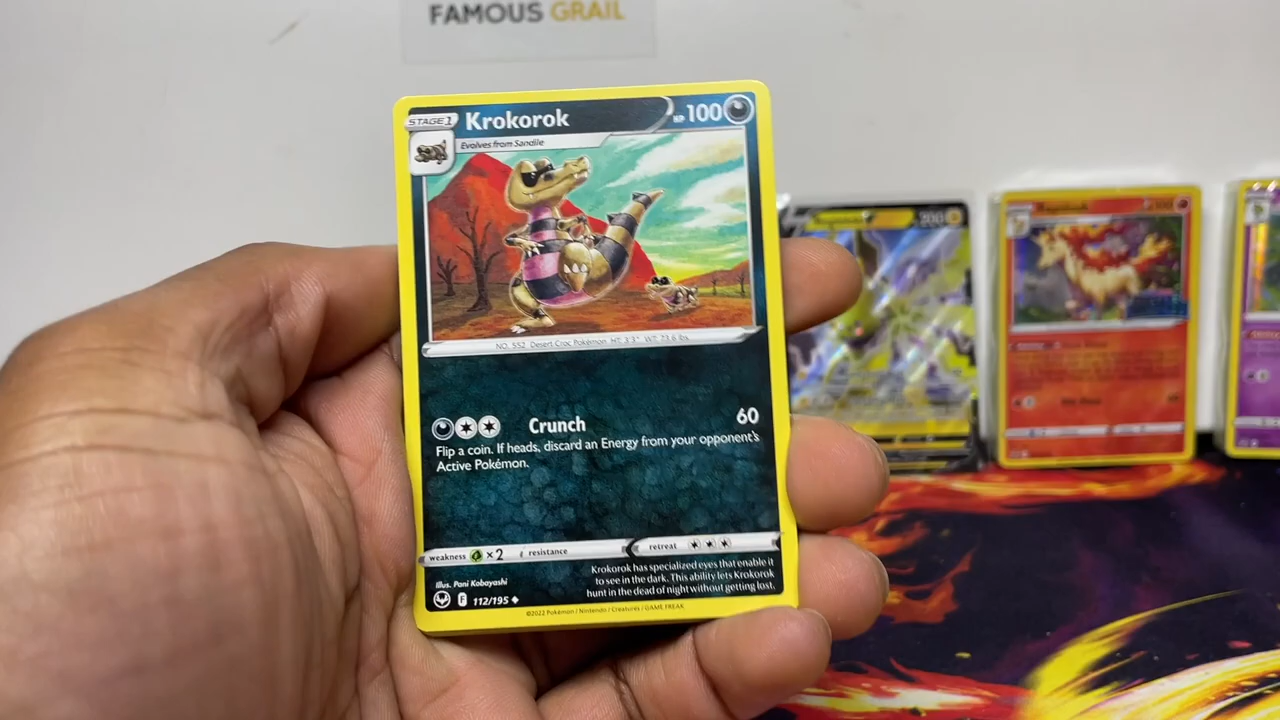 FAMOUS GRAIL
STAGE 1
Krokorok
HP 100
Evolves from Sandile
NO. 552 Desert Croc Pokémon HT: 3'3" WT: 73.6 lbs.
Crunch 60
Flip a coin. If heads, discard an Energy from your opponent's
Active Pokémon.
weakness ×2 resistance retreat
Krokorok has specialized eyes that enable it
to see in the dark. This ability lets Krokorok
hunt in the dead of night without getting lost.
Illus. Pani Kobayashi
F 112/195
©2022 Pokémon / Nintendo / Creatures / GAME FREAK
200